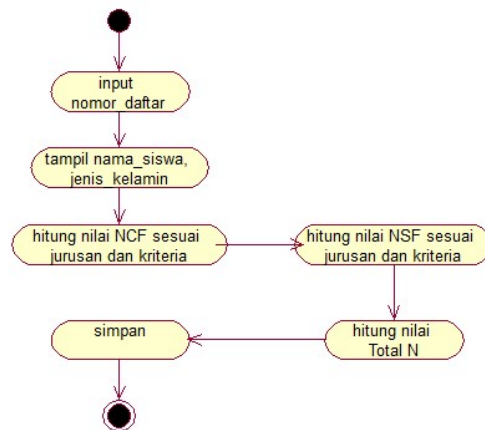 input
nomor_daftar
tampil nama_siswa,
jenis_kelamin
hitung nilai NCF sesuai
jurusan dan kriteria
hitung nilai NSF sesuai
jurusan dan kriteria
hitung nilai
Total N
simpan